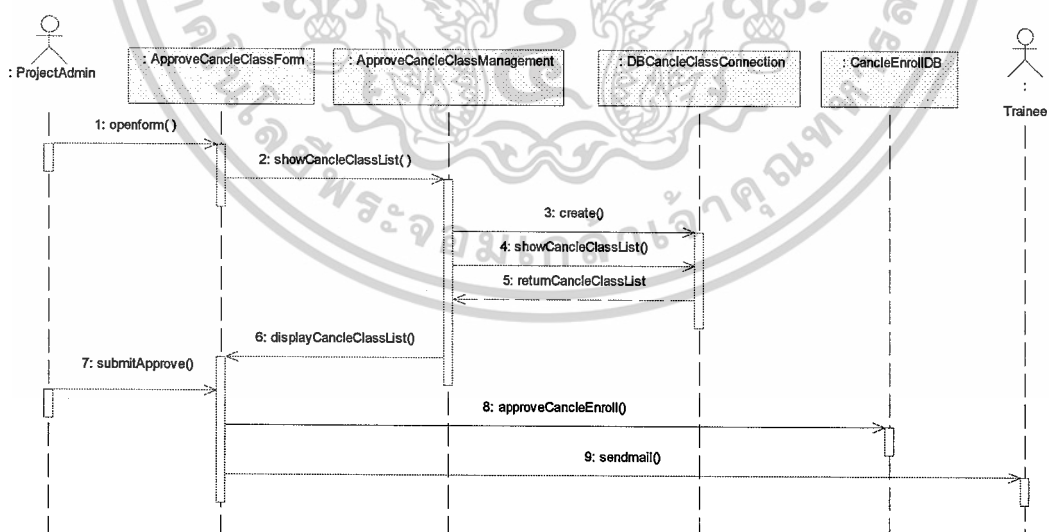 : ProjectAdmin
: ApproveCancleClassForm
: ApproveCancleClassManagement
: DBCancleClassConnection
: CancleEnrollDB
:
Trainee
1: openform()
2: showCancleClassList()
3: create()
4: showCancleClassList()
5: returnCancleClassList
6: displayCancleClassList()
7: submitApprove()
8: approveCancleEnroll()
9: sendmail()